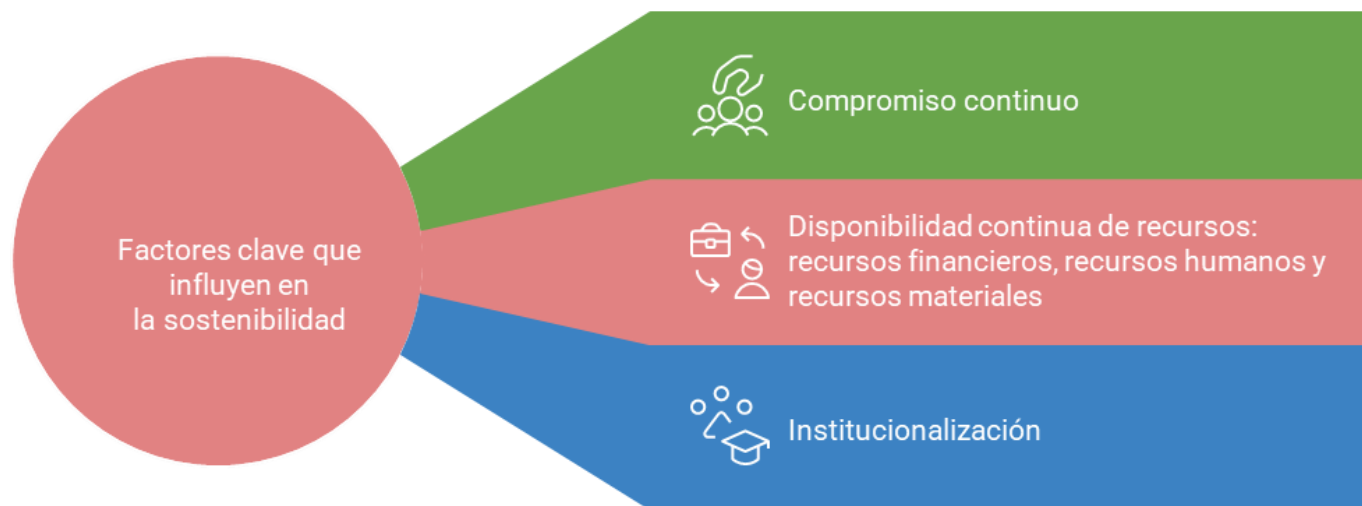 Factores clave que
influyen en
la sostenibilidad
Compromiso continuo
Disponibilidad continua de recursos:
recursos financieros, recursos humanos y
recursos materiales
Institucionalización